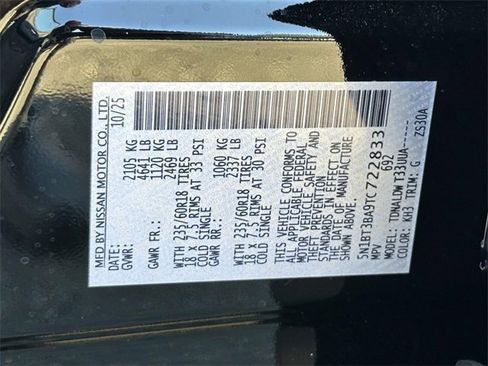 MFD BY NISSAN MOTOR CO., LTD.
DATE: 10/25
GVWR: 2105 KG
4641 LB
GAWR FR.: 1120 KG
2469 LB
WITH 235/60R18 TIRES
18 X 7.5 RIMS AT 33 PSI
COLD SINGLE
GAWR RR: 1060 KG
2337 LB
WITH 235/60R18 TIRES
18 X 7.5 RIMS AT 30 PSI
COLD SINGLE
THIS VEHICLE CONFORMS TO
ALL APPLICABLE FEDERAL
MOTOR VEHICLE SAFETY AND
THEFT PREVENTION
STANDARDS IN EFFECT ON
THE DATE OF MANUFACTURE
SHOWN ABOVE.
5N1BT3BA9TC722833
MPV 692
MODEL:
COLOR: KH3 TRIM: G ZS30A